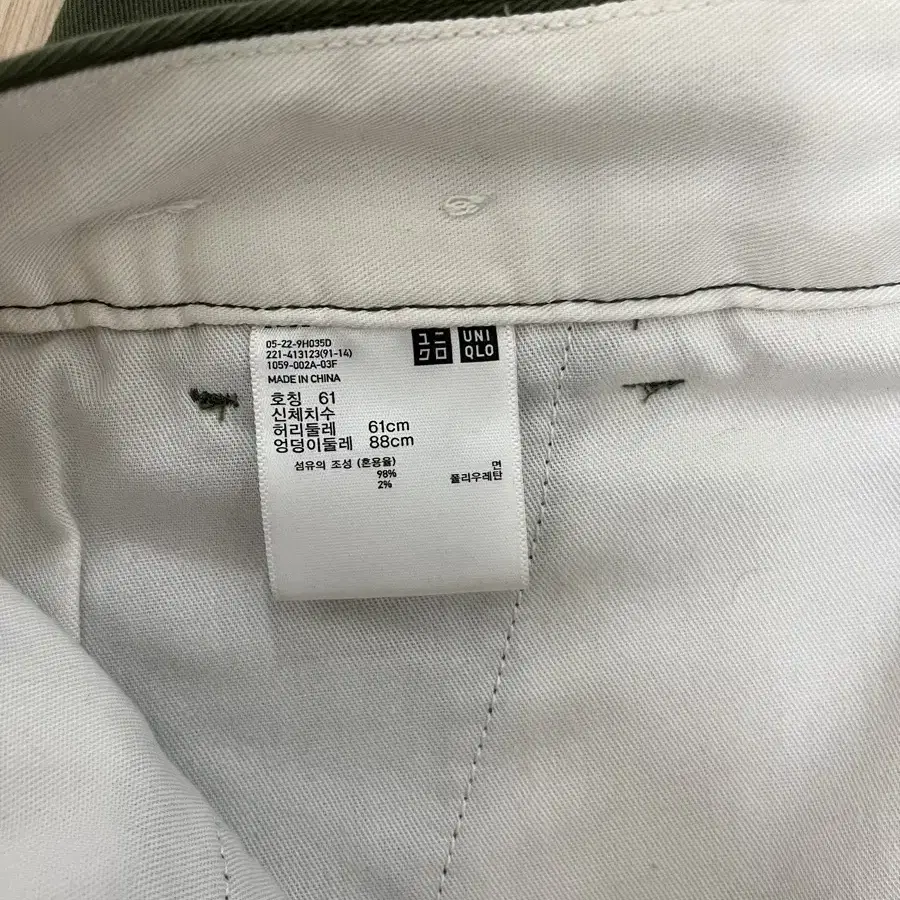 05-22-9H035D
221-413123(91-14)
1059-002A-03F
MADE IN CHINA
ユニクロ
UNIQLO
호칭 61
신체치수
허리둘레 61cm
엉덩이둘레 88cm
섬유의 조성 (혼용율)
98% 면
2% 폴리우레탄